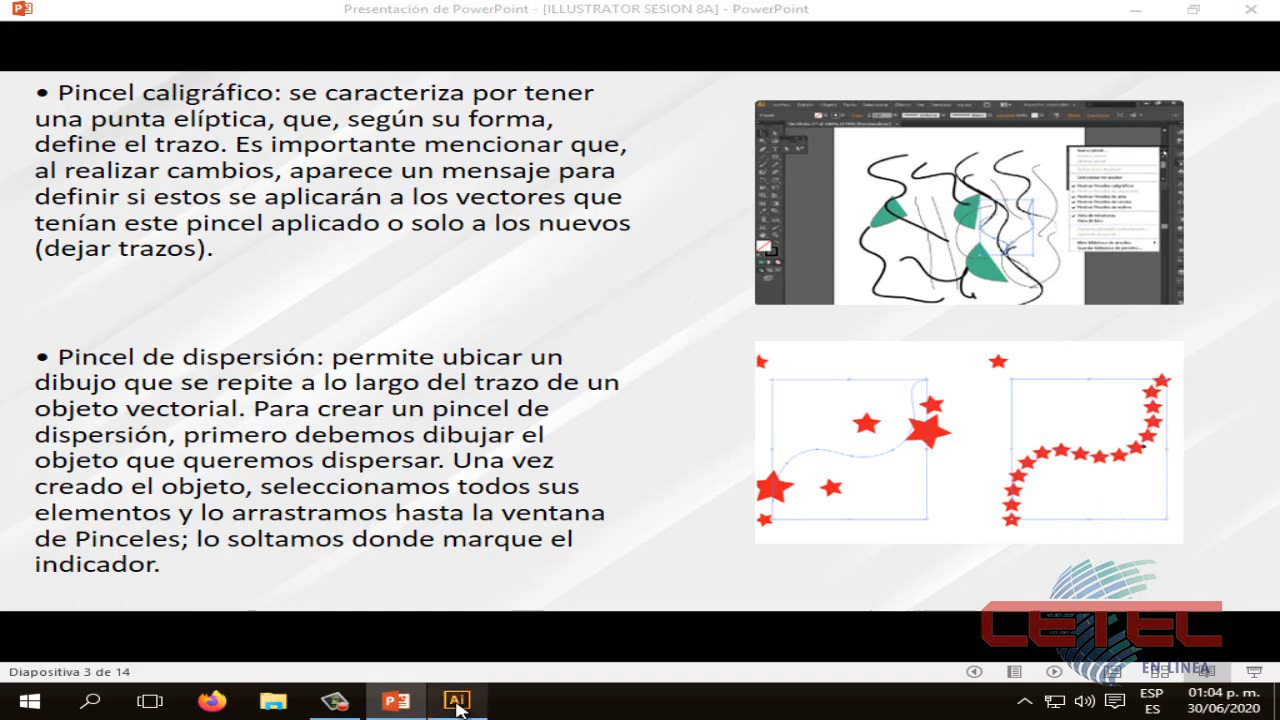 Presentación de PowerPoint - [ILLUSTRATOR SESION 8A] - PowerPoint
• Pincel caligráfico: se caracteriza por tener
una punta elíptica, que, según su forma,
define el trazo. Es importante mencionar que,
al realizar cambios, aparece un mensaje para
definir si estos se aplicarán a los vectores que
tenían este pincel aplicado o solo a los nuevos
(dejar trazos).
• Pincel de dispersión: permite ubicar un
dibujo que se repite a lo largo del trazo de un
objeto vectorial. Para crear un pincel de
dispersión, primero debemos dibujar el
objeto que queremos dispersar. Una vez
creado el objeto, seleccionamos todos sus
elementos y lo arrastramos hasta la ventana
de Pinceles; lo soltamos donde marque el
indicador.
CETEC
EN LINEA
Diapositiva 3 de 14
Ai
ESP
ES
01:04 p. m.
30/06/2020